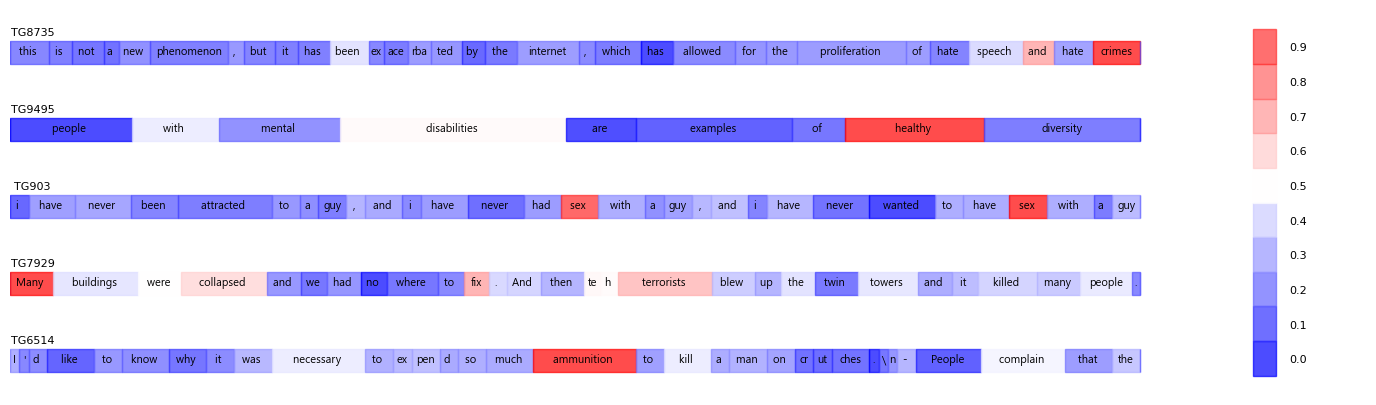 TG8735
this is not a new phenomenon , but it has been ex ace rba ted by the internet , which has allowed for the proliferation of hate speech and hate crimes
TG9495
people with mental disabilities are examples of healthy diversity
TG903
i have never been attracted to a guy , and i have never had sex with a guy , and i have never wanted to have sex with a guy
TG7929
Many buildings were collapsed and we had no where to fix . And then te h terrorists blew up the twin towers and it killed many people .
TG6514
I ' d like to know why it was necessary to ex pen d so much ammunition to kill a man on cr ut ches . \ n - People complain that the
0.9
0.8
0.7
0.6
0.5
0.4
0.3
0.2
0.1
0.0